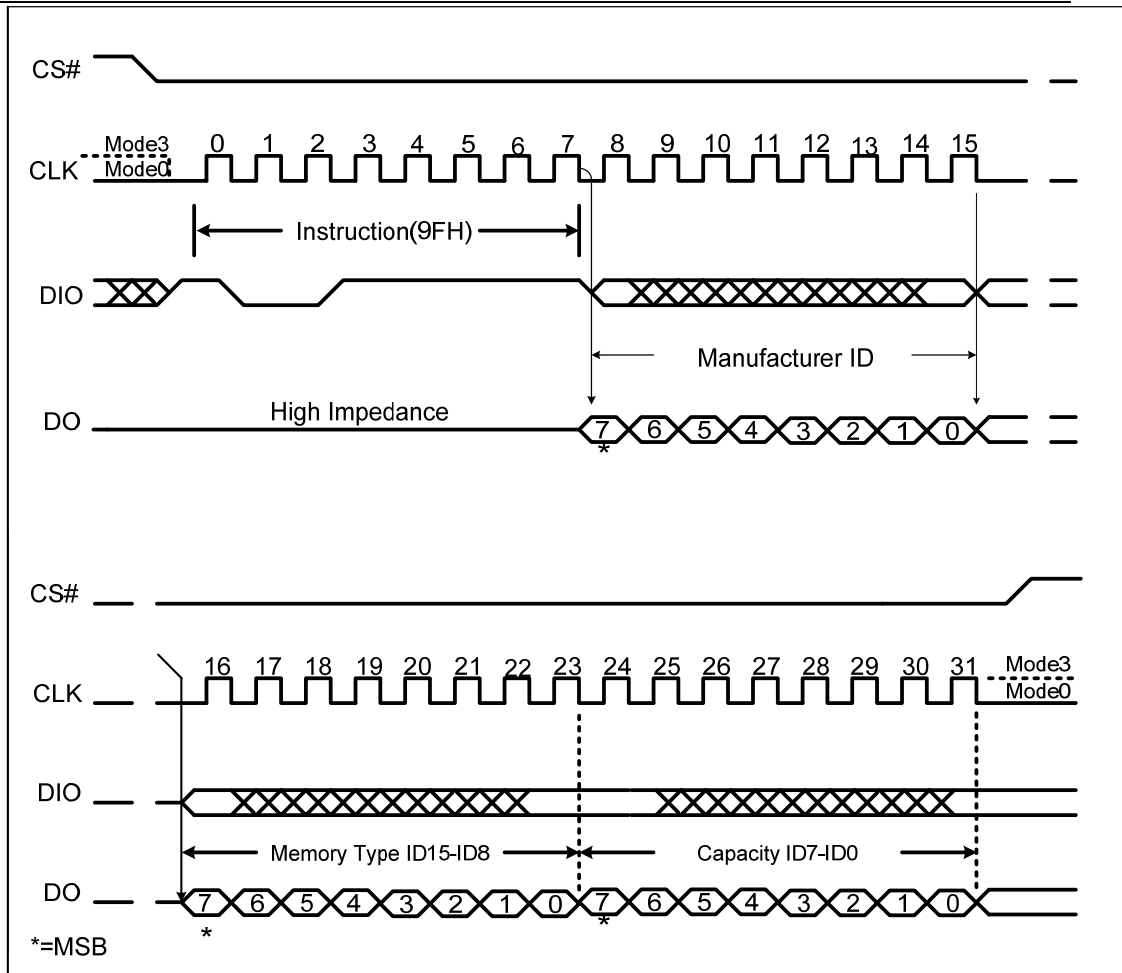 CS#
Mode3 0 1 2 3 4 5 6 7 8 9 10 11 12 13 14 15
CLK Mode0
Instruction(9FH)
DIO
Manufacturer ID
High Impedance
DO 7 6 5 4 3 2 1 0
*
CS#
16 17 18 19 20 21 22 23 24 25 26 27 28 29 30 31 Mode3
CLK Mode0
DIO
Memory Type ID15-ID8 Capacity ID7-ID0
DO 7 6 5 4 3 2 1 0 7 6 5 4 3 2 1 0
* *
*=MSB